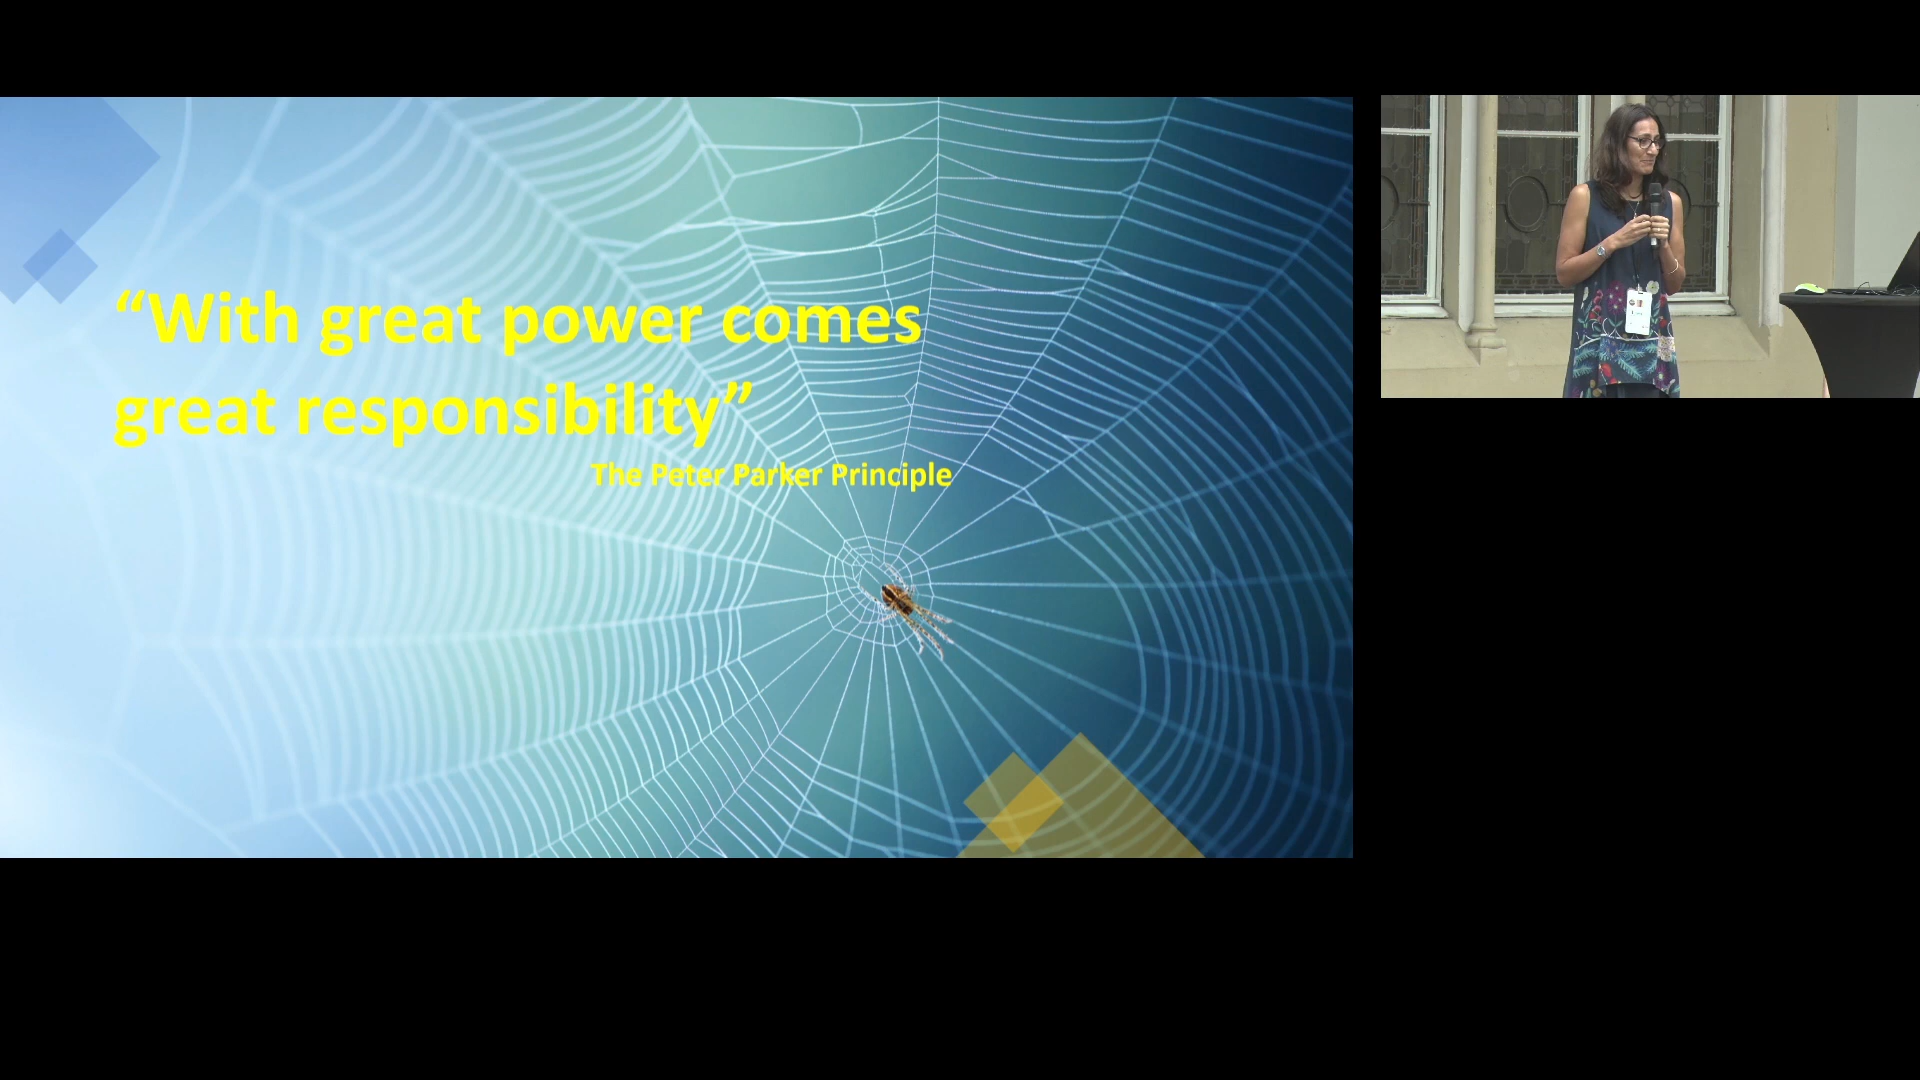 “With great power comes
great responsibility”
The Peter Parker Principle